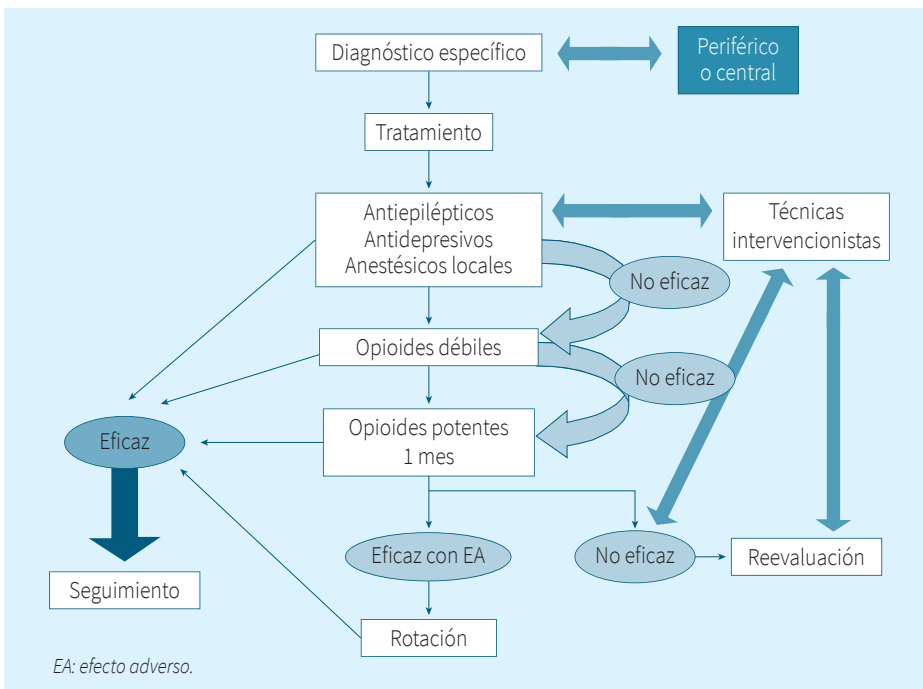 Diagnóstico específico
Periférico
o central
Tratamiento
Antiepilépticos
Antidepresivos
Anestésicos locales
Técnicas
intervencionistas
No eficaz
Opioides débiles
No eficaz
Opioides potentes
1 mes
Eficaz
Eficaz con EA
No eficaz
Reevaluación
Seguimiento
Rotación
EA: efecto adverso.